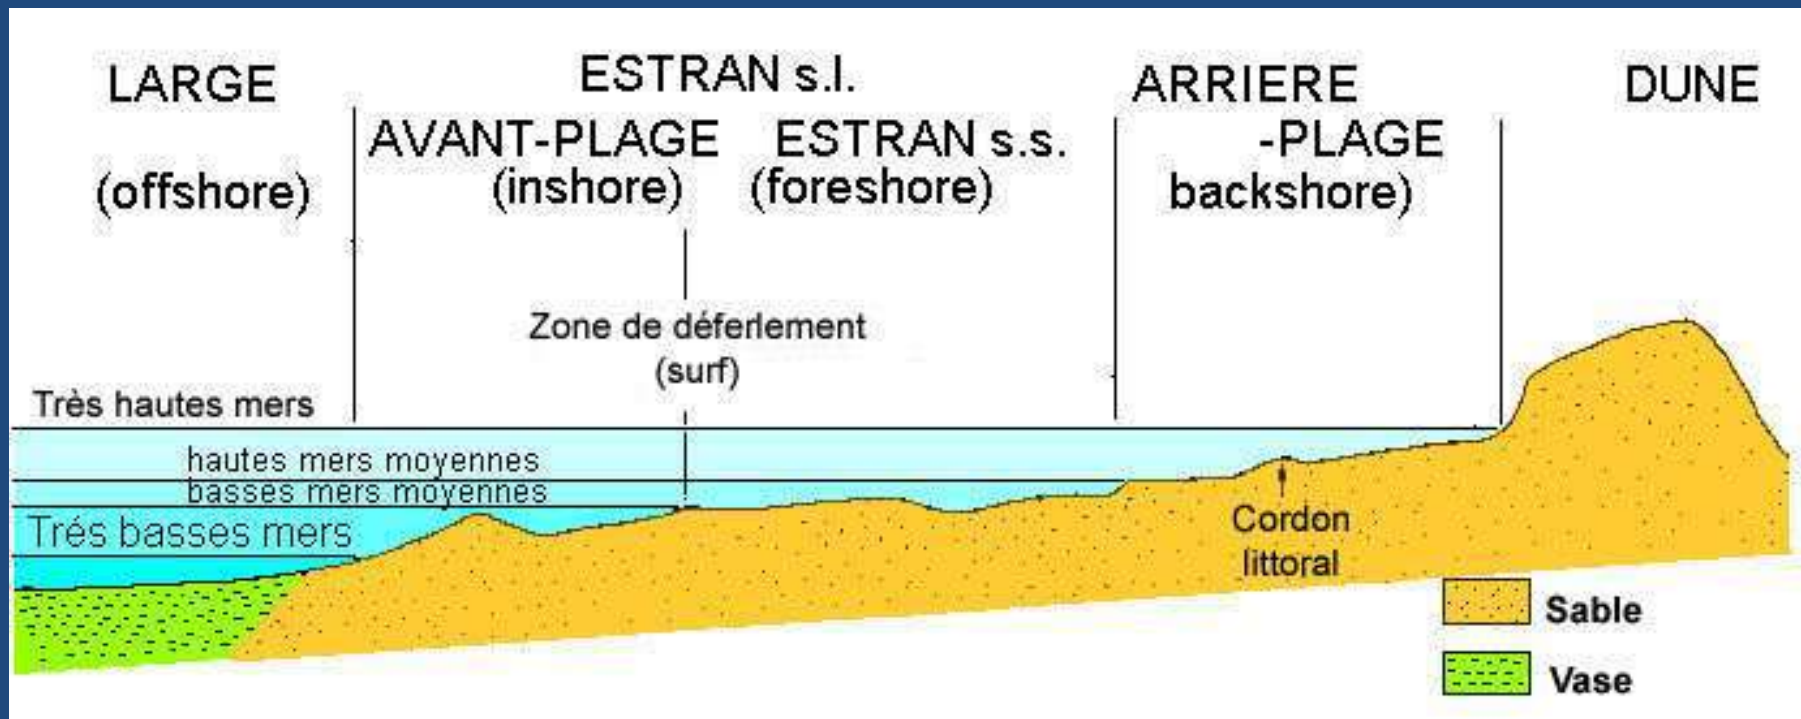 LARGE
(offshore)
ESTRAN s.l.
AVANT-PLAGE
(inshore)
ESTRAN s.s.
(foreshore)
ARRIERE
-PLAGE
backshore)
DUNE
Zone de déferlement
(surf)
Très hautes mers
hautes mers moyennes
basses mers moyennes
Trés basses mers
Cordon
littoral
Sable
Vase